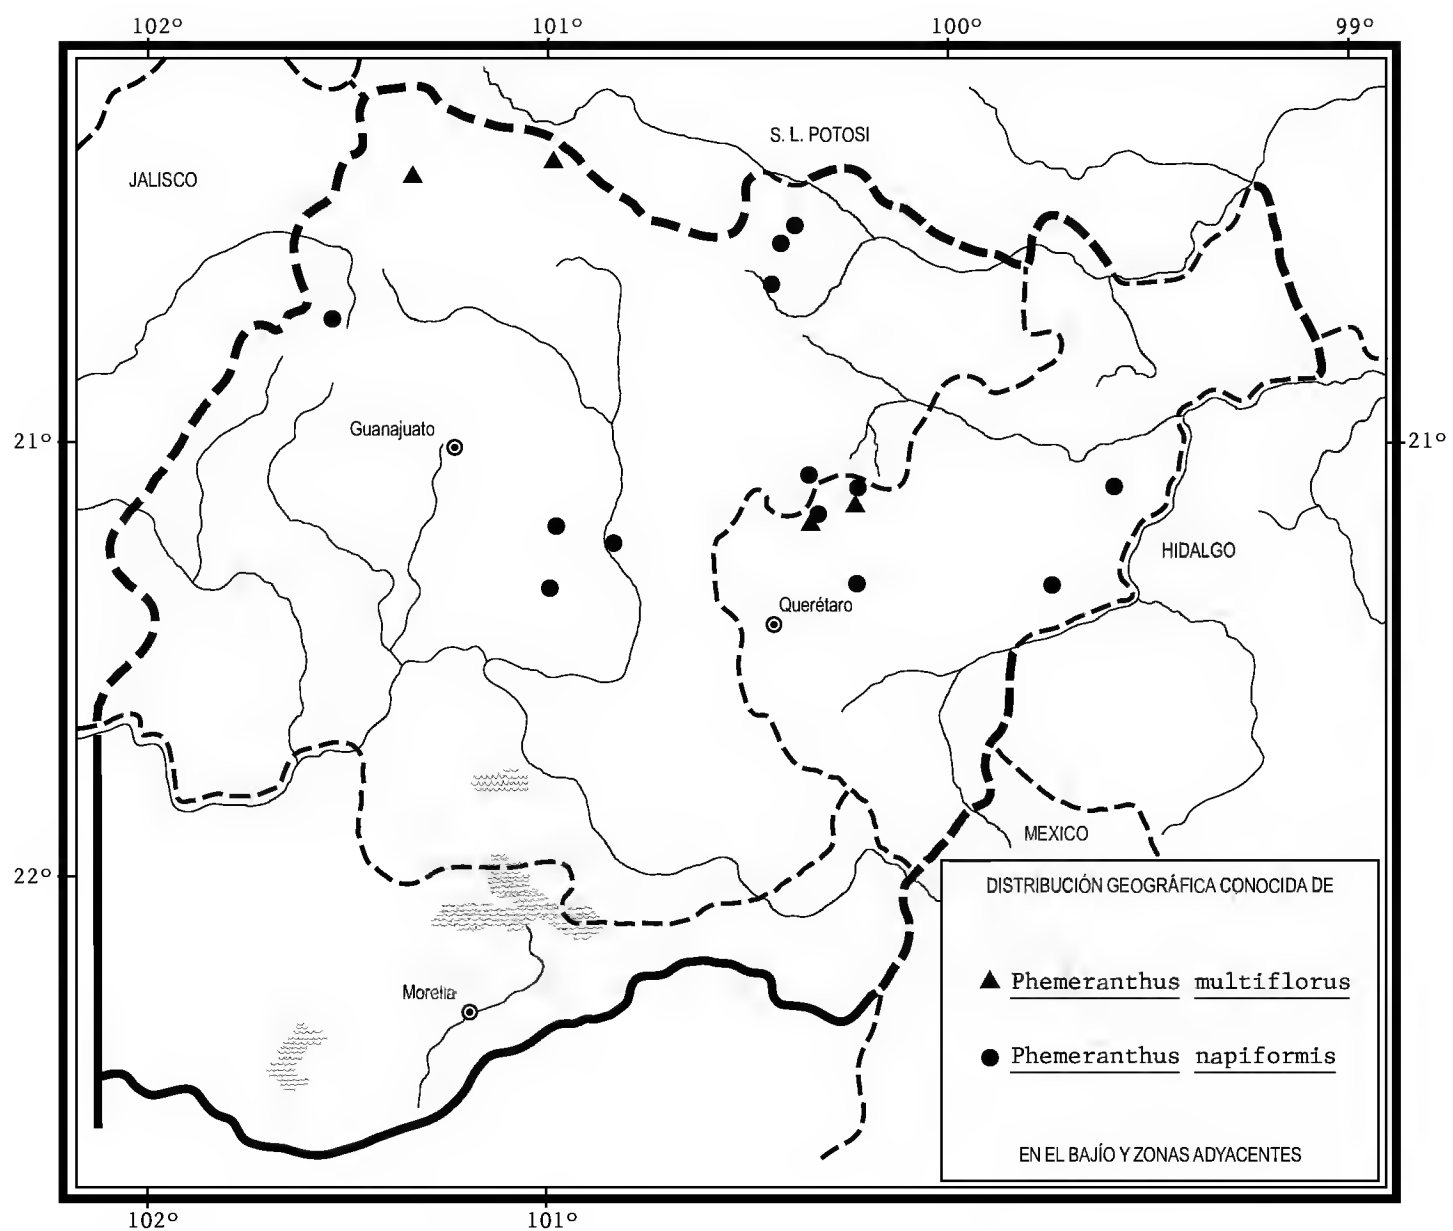 102° 101° 100° 99°
S. L. POTOSI
JALISCO
Guanajuato
21° 21°
HIDALGO
Querétaro
MEXICO
22°
DISTRIBUCIÓN GEOGRÁFICA CONOCIDA DE
Phemeranthus multiflorus
Morelia
Phemeranthus napiformis
EN EL BAJÍO Y ZONAS ADYACENTES
102° 101°